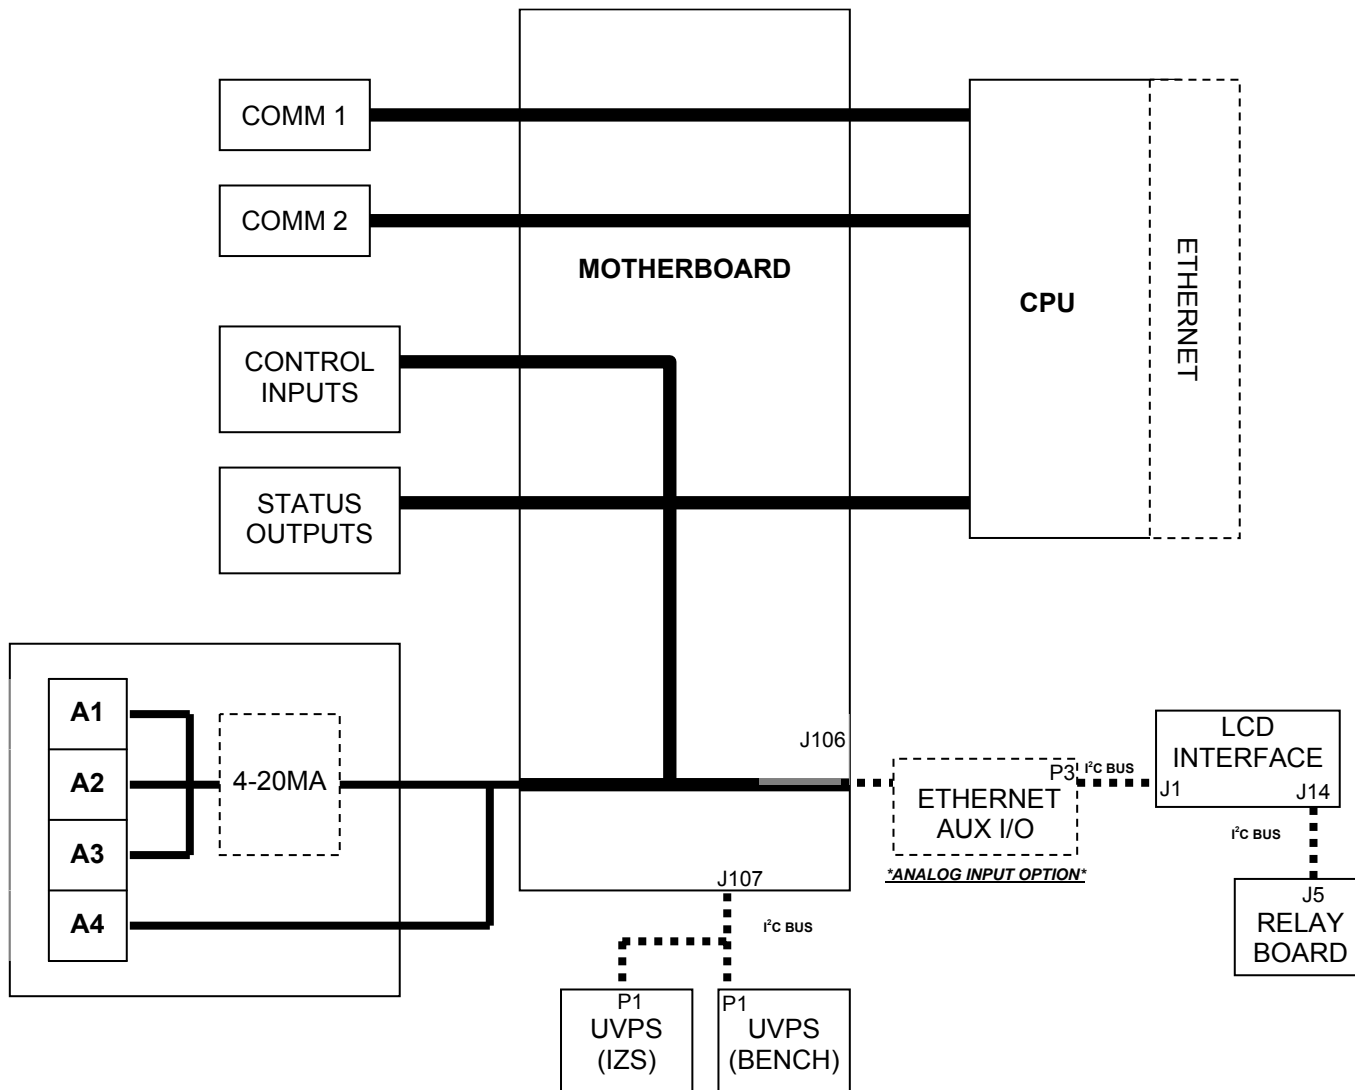 COMM 1
COMM 2
MOTHERBOARD
CPU
ETHERNET
CONTROL
INPUTS
STATUS
OUTPUTS
A1
A2
A3
A4
4-20MA
J106
ETHERNET
AUX I/O
P3
*ANALOG INPUT OPTION*
I²C BUS
LCD
INTERFACE
J1
J14
I²C BUS
J5
RELAY
BOARD
J107
I²C BUS
P1
UVPS
(IZS)
P1
UVPS
(BENCH)